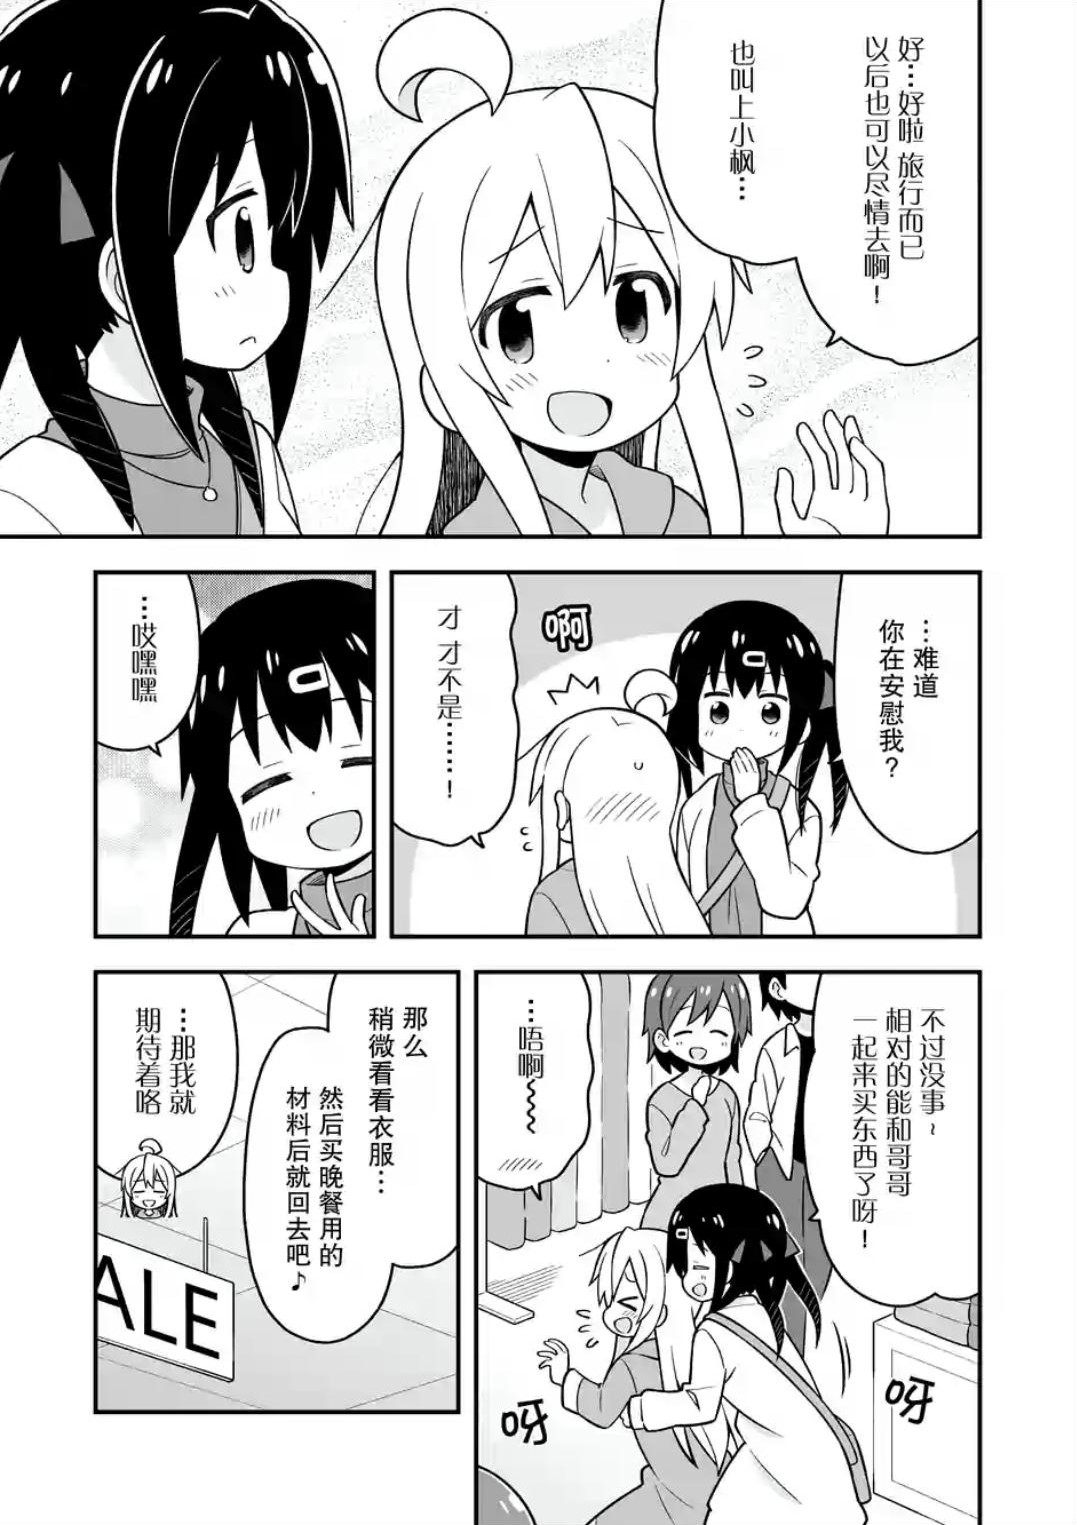 好…好啦 旅行而已
以后也可以尽情去啊！
也叫上小枫…
…难道
你在安慰我？
啊
才 才不是……！
…哎嘿嘿
不过没事~
相对的能和哥哥
一起来买东西了呀！
…唔啊~~~
呀
呀
那么
稍微看看衣服…
然后买晚餐用的
材料后就回去吧♪
…那我就
期待着咯
ALE